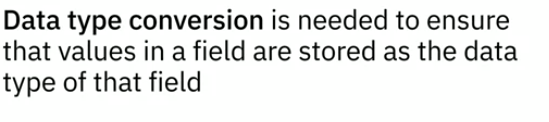 Data type conversion is needed to ensure
that values in a field are stored as the data
type of that field